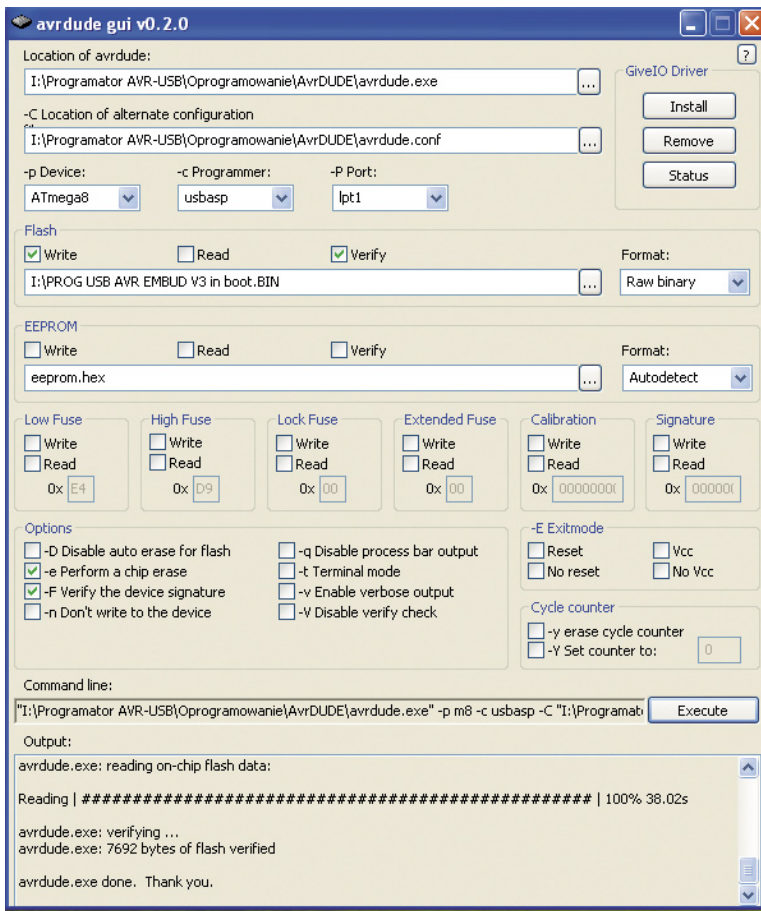 avrdude gui v0.2.0
Location of avrdude:
?
GiveIO Driver
I:\Programator AVR-USB\Oprogramowanie\AvrDUDE\avrdude.exe
...
Install
-C Location of alternate configuration
I:\Programator AVR-USB\Oprogramowanie\AvrDUDE\avrdude.conf
...
Remove
-p Device:
-c Programmer:
-P Port:
Status
ATmega8
usbasp
lpt1
Flash
Write
Read
Verify
Format:
I:\PROG USB AVR EMBUD V3 in boot.BIN
...
Raw binary
EEPROM
Write
Read
Verify
Format:
eeprom.hex
...
Autodetect
Low Fuse
Write
Read
0x E4
High Fuse
Write
Read
0x D9
Lock Fuse
Write
Read
0x 00
Extended Fuse
Write
Read
0x 00
Calibration
Write
Read
0x 0000000(
Signature
Write
Read
0x 00000(
Options
-D Disable auto erase for flash
-e Perform a chip erase
-F Verify the device signature
-n Don't write to the device
-q Disable process bar output
-t Terminal mode
-v Enable verbose output
-V Disable verify check
-E Exitmode
Reset
Vcc
No reset
No Vcc
Cycle counter
-y erase cycle counter
-Y Set counter to:
0
Command line:
"I:\Programator AVR-USB\Oprogramowanie\AvrDUDE\avrdude.exe" -p m8 -c usbasp -C "I:\Programat
Execute
Output:
avrdude.exe: reading on-chip flash data:
Reading | ################################################## | 100% 38.02s
avrdude.exe: verifying ...
avrdude.exe: 7692 bytes of flash verified
avrdude.exe done.  Thank you.